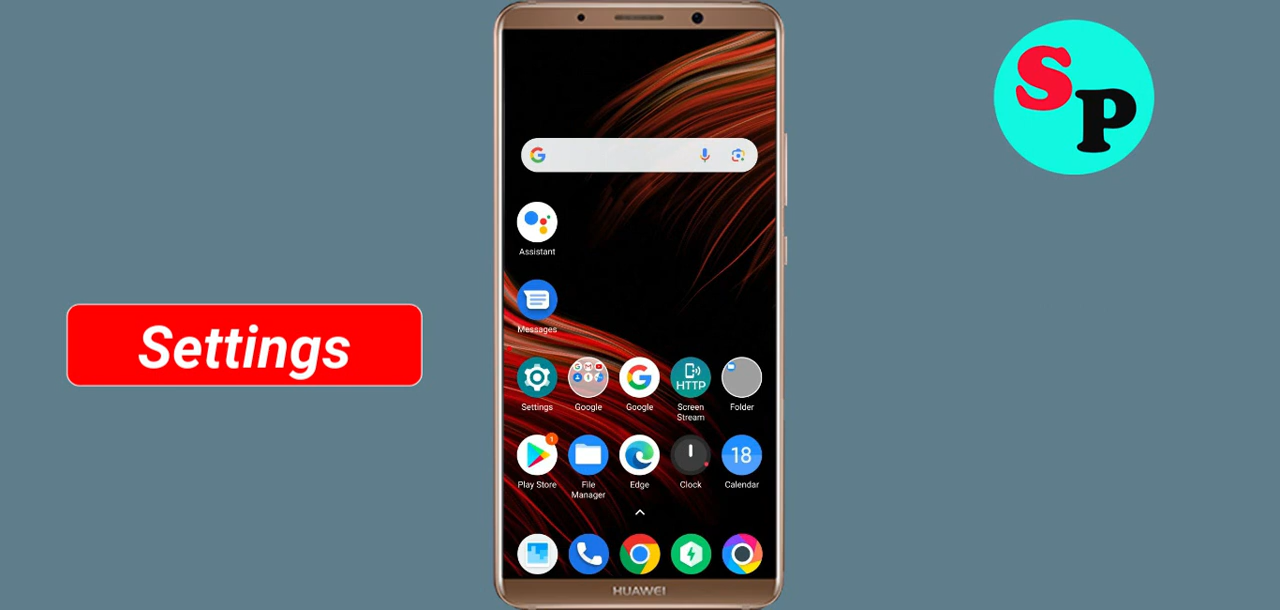 SP
Assistant
Messages
Settings
Settings
Google
Google
HTTP
Screen
Stream
Folder
1
18
Play Store
File
Manager
Edge
Clock
Calendar
HUAWEI